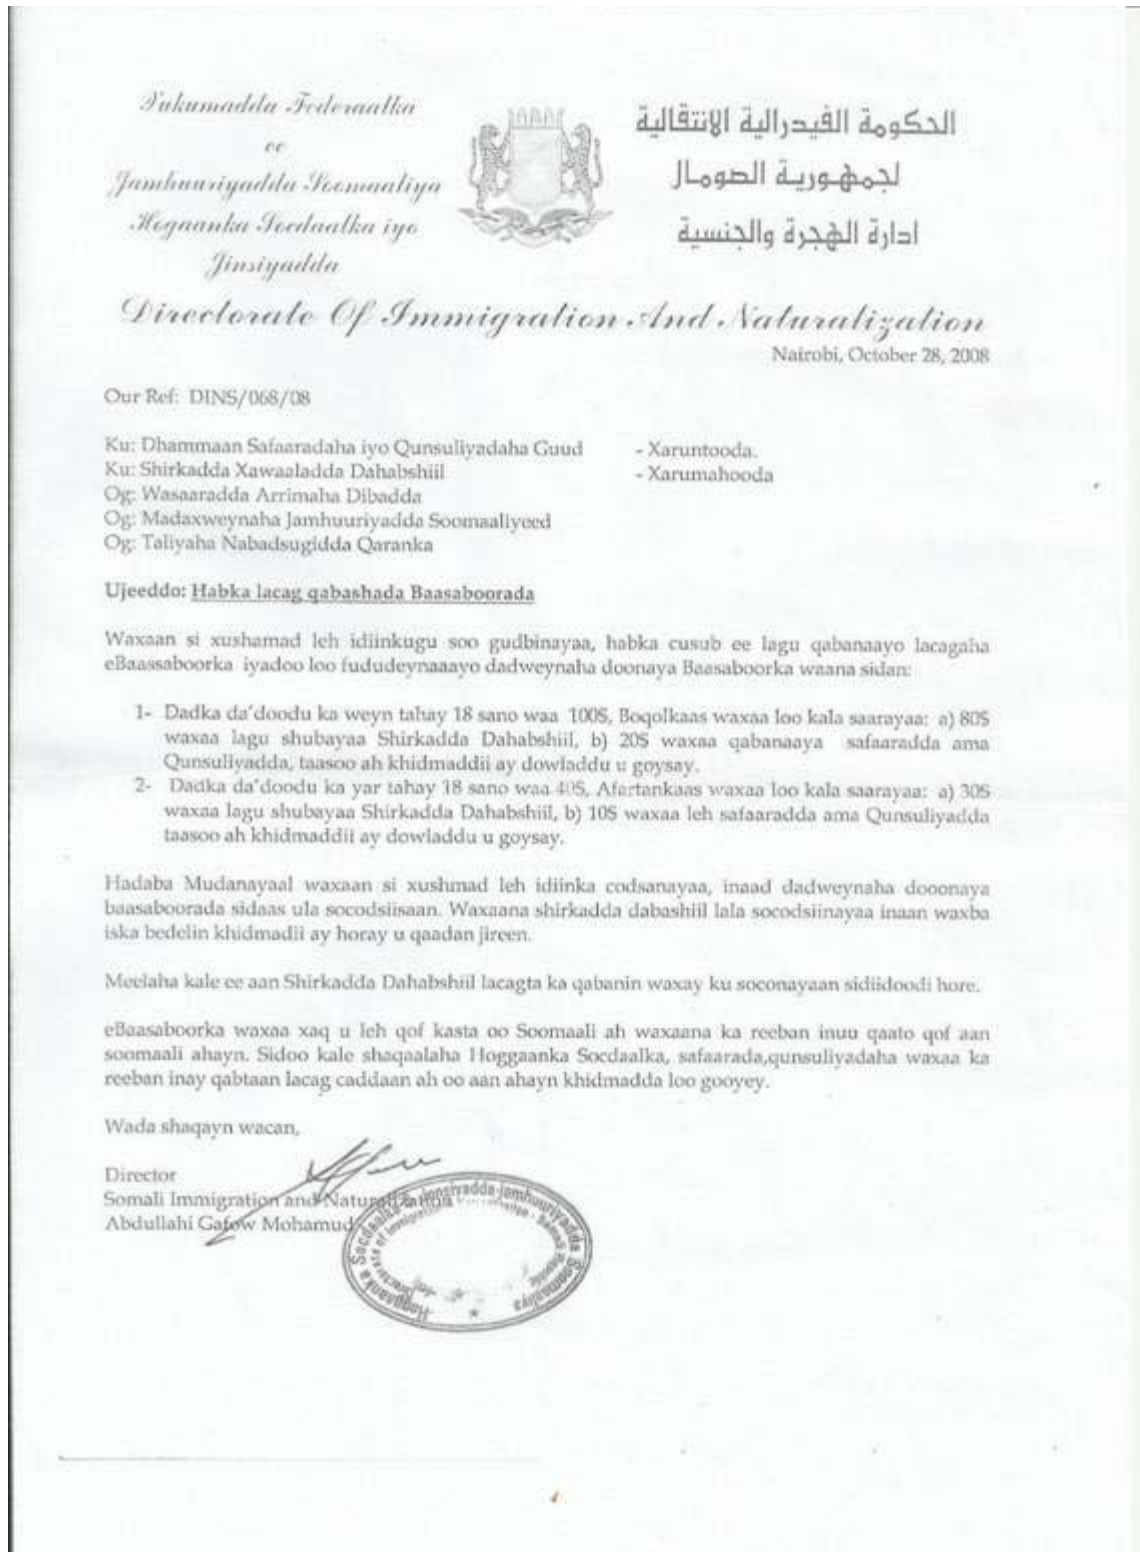 Xukumadda Federaalka
ee
Jamhuuriyadda Soomaaliya
Hogaanka Socdaalka iyo
Jinsiyadda
الحكومة الفيدرالية الانتقالية
لجمهورية الصومال
ادارة الهجرة والجنسية
Directorate Of Immigration And Naturalization
Nairobi, October 28, 2008
Our Ref: DINS/068/08
Ku: Dhammaan Safaaradaha iyo Qunsuliyadaha Guud - Xaruntooda.
Ku: Shirkadda Xawaaladda Dahabshiil - Xarumahooda
Og: Wasaaradda Arrimaha Dibadda
Og: Madaxweynaha Jamhuuriyadda Soomaaliyeed
Og: Taliyaha Nabadsugidda Qaranka
Ujeeddo: Habka lacag qabashada Baasaboorada
Waxaan si xushamad leh idiinkugu soo gudbinayaa, habka cusub ee lagu qabanaayo lacagaha
eBaassaboorka iyadoo loo fududeynaaayo dadweynaha doonaya Baasaboorka waana sidan:
1- Dadka da'doodu ka weyn tahay 18 sano waa 100$, Boqolkaas waxaa loo kala saarayaa: a) 80$
waxaa lagu shubayaa Shirkadda Dahabshiil, b) 20$ waxaa qabanaaya safaaradda ama
Qunsuliyadda, taasoo ah khidmaddii ay dowladdu u goysay.
2- Dadka da'doodu ka yar tahay 18 sano waa 40$, Afartankaas waxaa loo kala saarayaa: a) 30$
waxaa lagu shubayaa Shirkadda Dahabshiil, b) 10$ waxaa leh safaaradda ama Qunsuliyadda
taasoo ah khidmaddii ay dowladdu u goysay.
Hadaba Mudanayaal waxaan si xushmad leh idiinka codsanayaa, inaad dadweynaha dooonaya
baasaboorada sidaas ula socodsiisaan. Waxaana shirkadda dabashiil lala socodsiinayaa inaan waxba
iska bedelin khidmadii ay horay u qaadan jireen.
Meelaha kale ee aan Shirkadda Dahabshiil lacagta ka qabanin waxay ku soconayaan sidiidoodi hore.
eBaasaboorka waxaa xaq u leh qof kasta oo Soomaali ah waxaana ka reeban inuu qaato qof aan
soomaali ahayn. Sidoo kale shaqaalaha Hoggaanka Socdaalka, safaarada,qunsuliyadaha waxaa ka
reeban inay qabtaan lacag caddaan ah oo aan ahayn khidmadda loo gooyey.
Wada shaqayn wacan,
Director
Somali Immigration and Naturalization
Abdullahi Gafow Mohamud
Hoggaanka Socdaalka & Jinsiyadda Jamhuuriyadda Soomaaliya
Directorate of Immigration